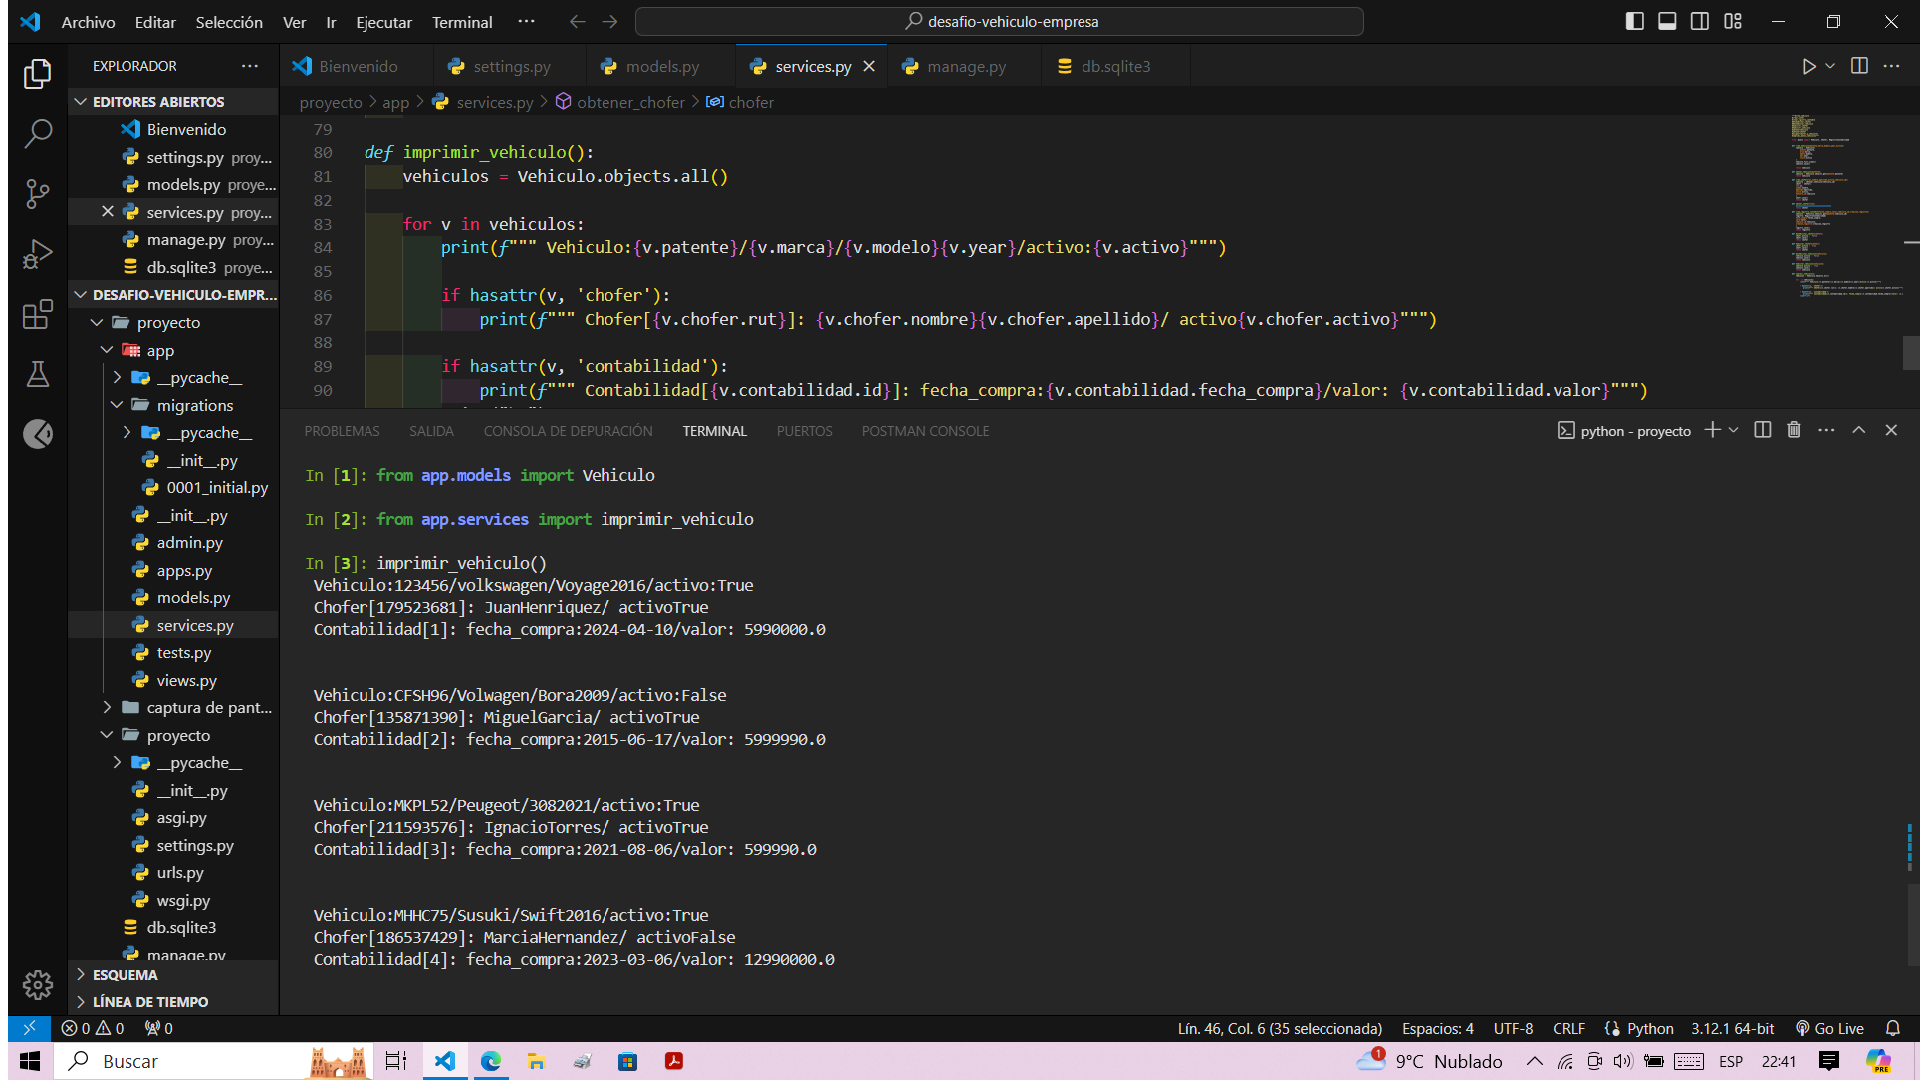 Archivo Editar Selección Ver Ir Ejecutar Terminal ··· desafio-vehiculo-empresa
EXPLORADOR ···
Bienvenido settings.py models.py services.py manage.py db.sqlite3
proyecto > app > services.py > obtener_chofer > chofer
EDITORES ABIERTOS
Bienvenido
settings.py proy...
models.py proye...
services.py proy...
manage.py proy...
db.sqlite3 proye...
DESAFIO-VEHICULO-EMPR...
proyecto
app
__pycache__
migrations
__pycache__
__init__.py
0001_initial.py
__init__.py
admin.py
apps.py
models.py
services.py
tests.py
views.py
captura de pant...
proyecto
__pycache__
__init__.py
asgi.py
settings.py
urls.py
wsgi.py
db.sqlite3
manage.py
ESQUEMA
LÍNEA DE TIEMPO
79
80 def imprimir_vehiculo():
81 vehiculos = Vehiculo.objects.all()
82
83 for v in vehiculos:
84 print(f""" Vehiculo:{v.patente}/{v.marca}/{v.modelo}{v.year}/activo:{v.activo}""")
85
86 if hasattr(v, 'chofer'):
87 print(f""" Chofer[{v.chofer.rut}]: {v.chofer.nombre}{v.chofer.apellido}/ activo{v.chofer.activo}""")
88
89 if hasattr(v, 'contabilidad'):
90 print(f""" Contabilidad[{v.contabilidad.id}]: fecha_compra:{v.contabilidad.fecha_compra}/valor: {v.contabilidad.valor}""")
PROBLEMAS SALIDA CONSOLA DE DEPURACIÓN TERMINAL PUERTOS POSTMAN CONSOLE python - proyecto
In [1]: from app.models import Vehiculo
In [2]: from app.services import imprimir_vehiculo
In [3]: imprimir_vehiculo()
Vehiculo:123456/volkswagen/Voyage2016/activo:True
Chofer[179523681]: JuanHenriquez/ activoTrue
Contabilidad[1]: fecha_compra:2024-04-10/valor: 5990000.0
Vehiculo:CFSH96/Volwagen/Bora2009/activo:False
Chofer[135871390]: MiguelGarcia/ activoTrue
Contabilidad[2]: fecha_compra:2015-06-17/valor: 5999990.0
Vehiculo:MKPL52/Peugeot/3082021/activo:True
Chofer[211593576]: IgnacioTorres/ activoTrue
Contabilidad[3]: fecha_compra:2021-08-06/valor: 599990.0
Vehiculo:MHHC75/Susuki/Swift2016/activo:True
Chofer[186537429]: MarciaHernandez/ activoFalse
Contabilidad[4]: fecha_compra:2023-03-06/valor: 12990000.0
0 0 0 Lín. 46, Col. 6 (35 seleccionada) Espacios: 4 UTF-8 CRLF Python 3.12.1 64-bit Go Live
Buscar 1 9°C Nublado ESP 22:41 PRE